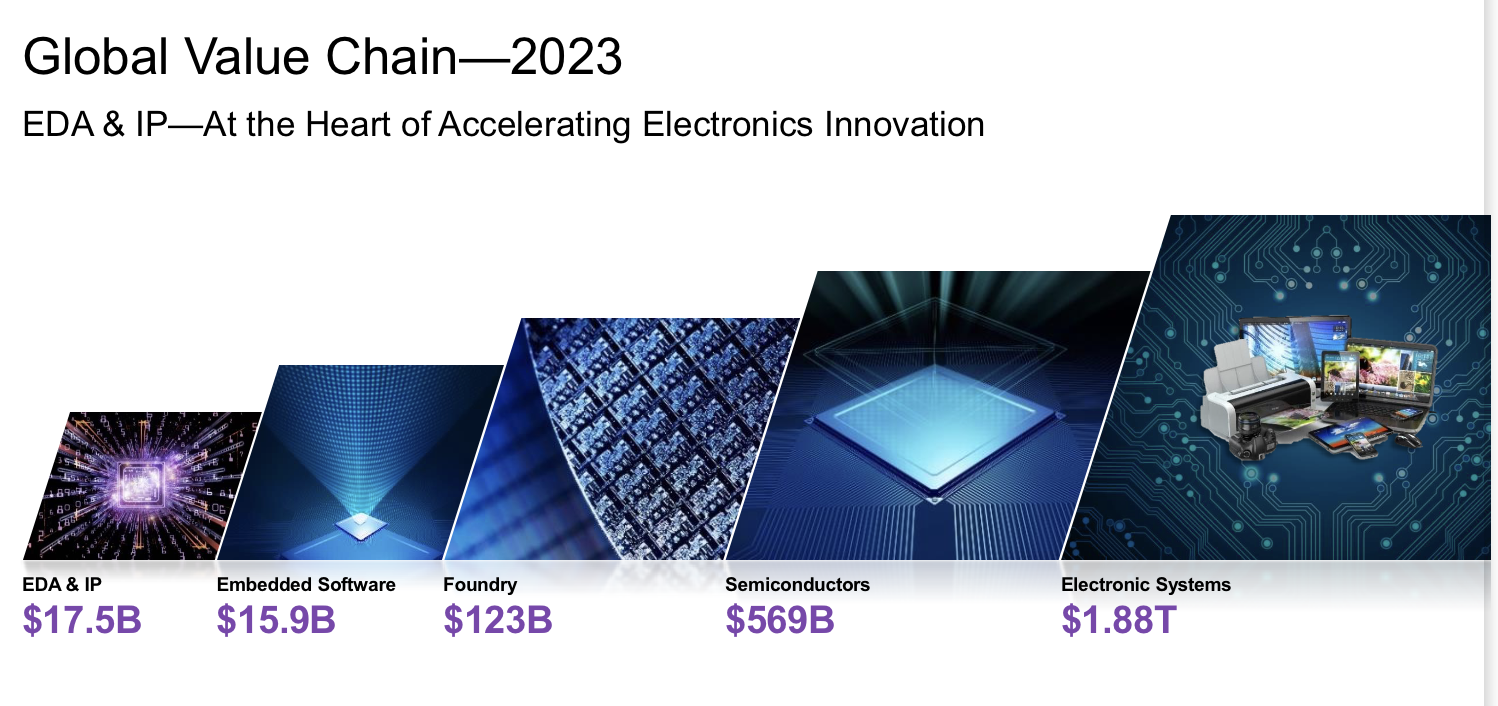 Global Value Chain—2023
EDA & IP—At the Heart of Accelerating Electronics Innovation
EDA & IP
$17.5B
Embedded Software
$15.9B
Foundry
$123B
Semiconductors
$569B
Electronic Systems
$1.88T